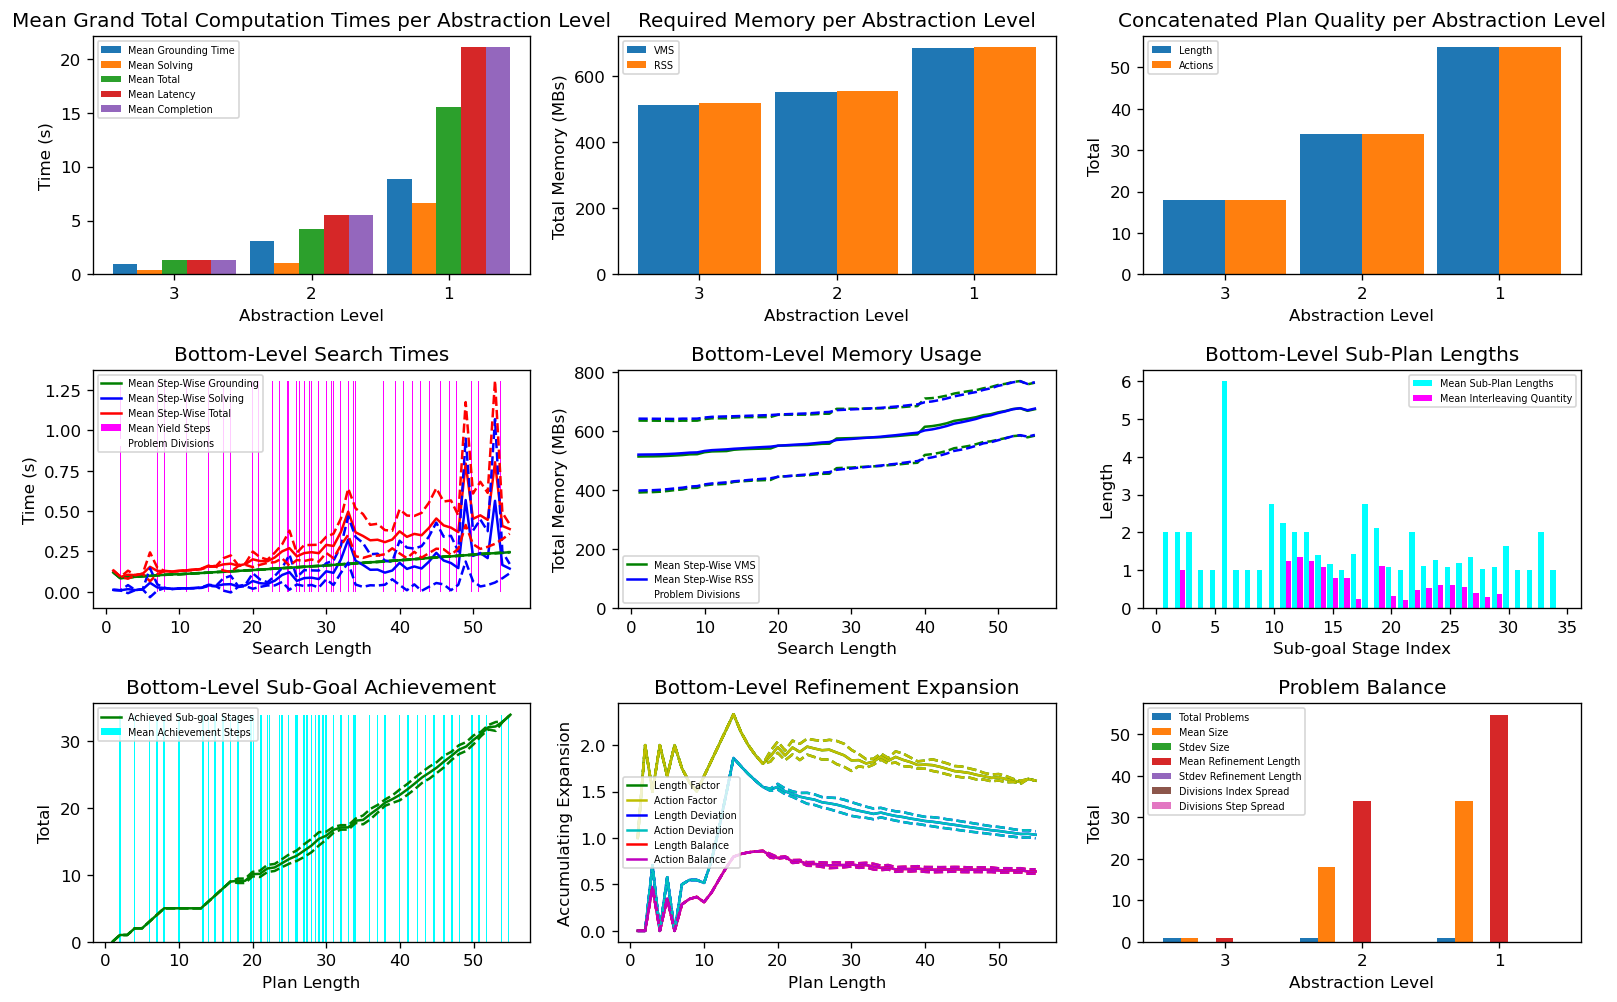 Mean Grand Total Computation Times per Abstraction Level
Required Memory per Abstraction Level
Concatenated Plan Quality per Abstraction Level
Time (s)
20
15
10
5
0
Mean Grounding Time
Mean Solving
Mean Total
Mean Latency
Mean Completion
3 2 1
Abstraction Level
Total Memory (MBs)
600
400
200
0
VMS
RSS
3 2 1
Abstraction Level
Total
50
40
30
20
10
0
Length
Actions
3 2 1
Abstraction Level
Bottom-Level Search Times
Bottom-Level Memory Usage
Bottom-Level Sub-Plan Lengths
Time (s)
1.25
1.00
0.75
0.50
0.25
0.00
Mean Step-Wise Grounding
Mean Step-Wise Solving
Mean Step-Wise Total
Mean Yield Steps
Problem Divisions
0 10 20 30 40 50
Search Length
Total Memory (MBs)
800
600
400
200
0
Mean Step-Wise VMS
Mean Step-Wise RSS
Problem Divisions
0 10 20 30 40 50
Search Length
Length
6
5
4
3
2
1
0
Mean Sub-Plan Lengths
Mean Interleaving Quantity
0 5 10 15 20 25 30 35
Sub-goal Stage Index
Bottom-Level Sub-Goal Achievement
Bottom-Level Refinement Expansion
Problem Balance
Total
30
20
10
0
Achieved Sub-goal Stages
Mean Achievement Steps
0 10 20 30 40 50
Plan Length
Accumulating Expansion
2.0
1.5
1.0
0.5
0.0
Length Factor
Action Factor
Length Deviation
Action Deviation
Length Balance
Action Balance
0 10 20 30 40 50
Plan Length
Total
50
40
30
20
10
0
Total Problems
Mean Size
Stdev Size
Mean Refinement Length
Stdev Refinement Length
Divisions Index Spread
Divisions Step Spread
3 2 1
Abstraction Level